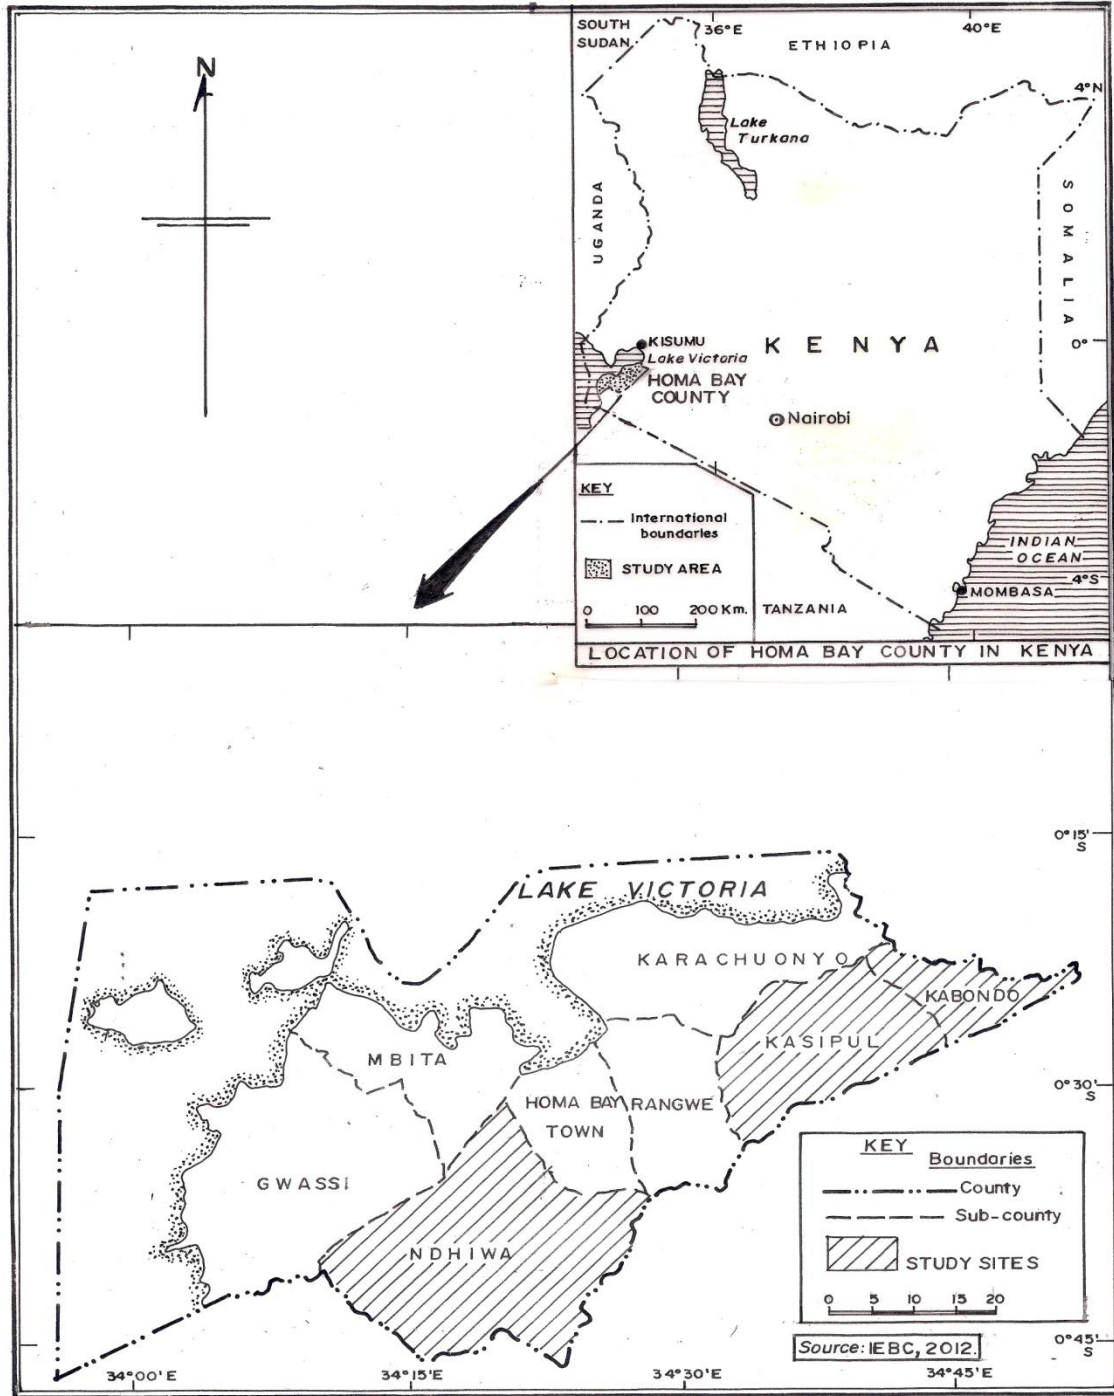 N
SOUTH
SUDAN
36°E
40°E
ETHIOPIA
4°N
Lake
Turkana
UGANDA
SOMALIA
KISUMU
Lake Victoria
KENYA
0°
HOMA BAY
COUNTY
Nairobi
KEY
International
boundaries
STUDY AREA
0 100 200 Km.
TANZANIA
INDIAN
OCEAN
4°S
MOMBASA
LOCATION OF HOMA BAY COUNTY IN KENYA
0°15'
S
LAKE VICTORIA
KARACHUONYO
KABONDO
KASIPUL
MBITA
0°30'
S
HOMA BAY
TOWN
RANGWE
GWASSI
NDHIWA
KEY
Boundaries
County
Sub-county
STUDY SITES
0 5 10 15 20
Source: IEBC, 2012.
0°45'
S
34°00'E
34°15'E
34°30'E
34°45'E